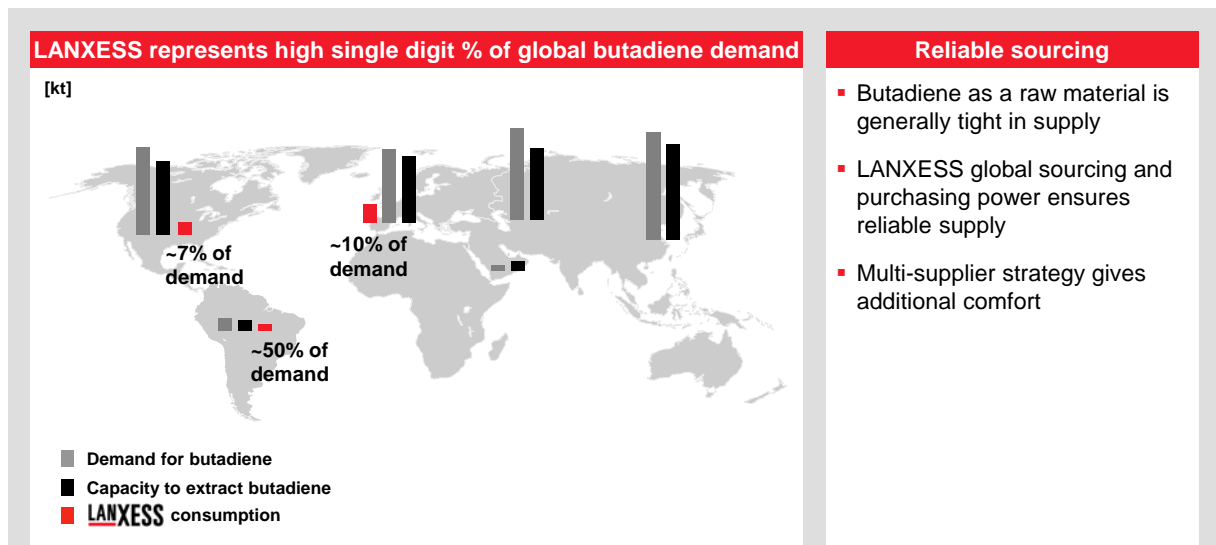 LANXESS represents high single digit % of global butadiene demand
[kt]
~7% of
demand
~10% of
demand
~50% of
demand
Demand for butadiene
Capacity to extract butadiene
LANXESS consumption
Reliable sourcing
Butadiene as a raw material is
generally tight in supply
LANXESS global sourcing and
purchasing power ensures
reliable supply
Multi-supplier strategy gives
additional comfort